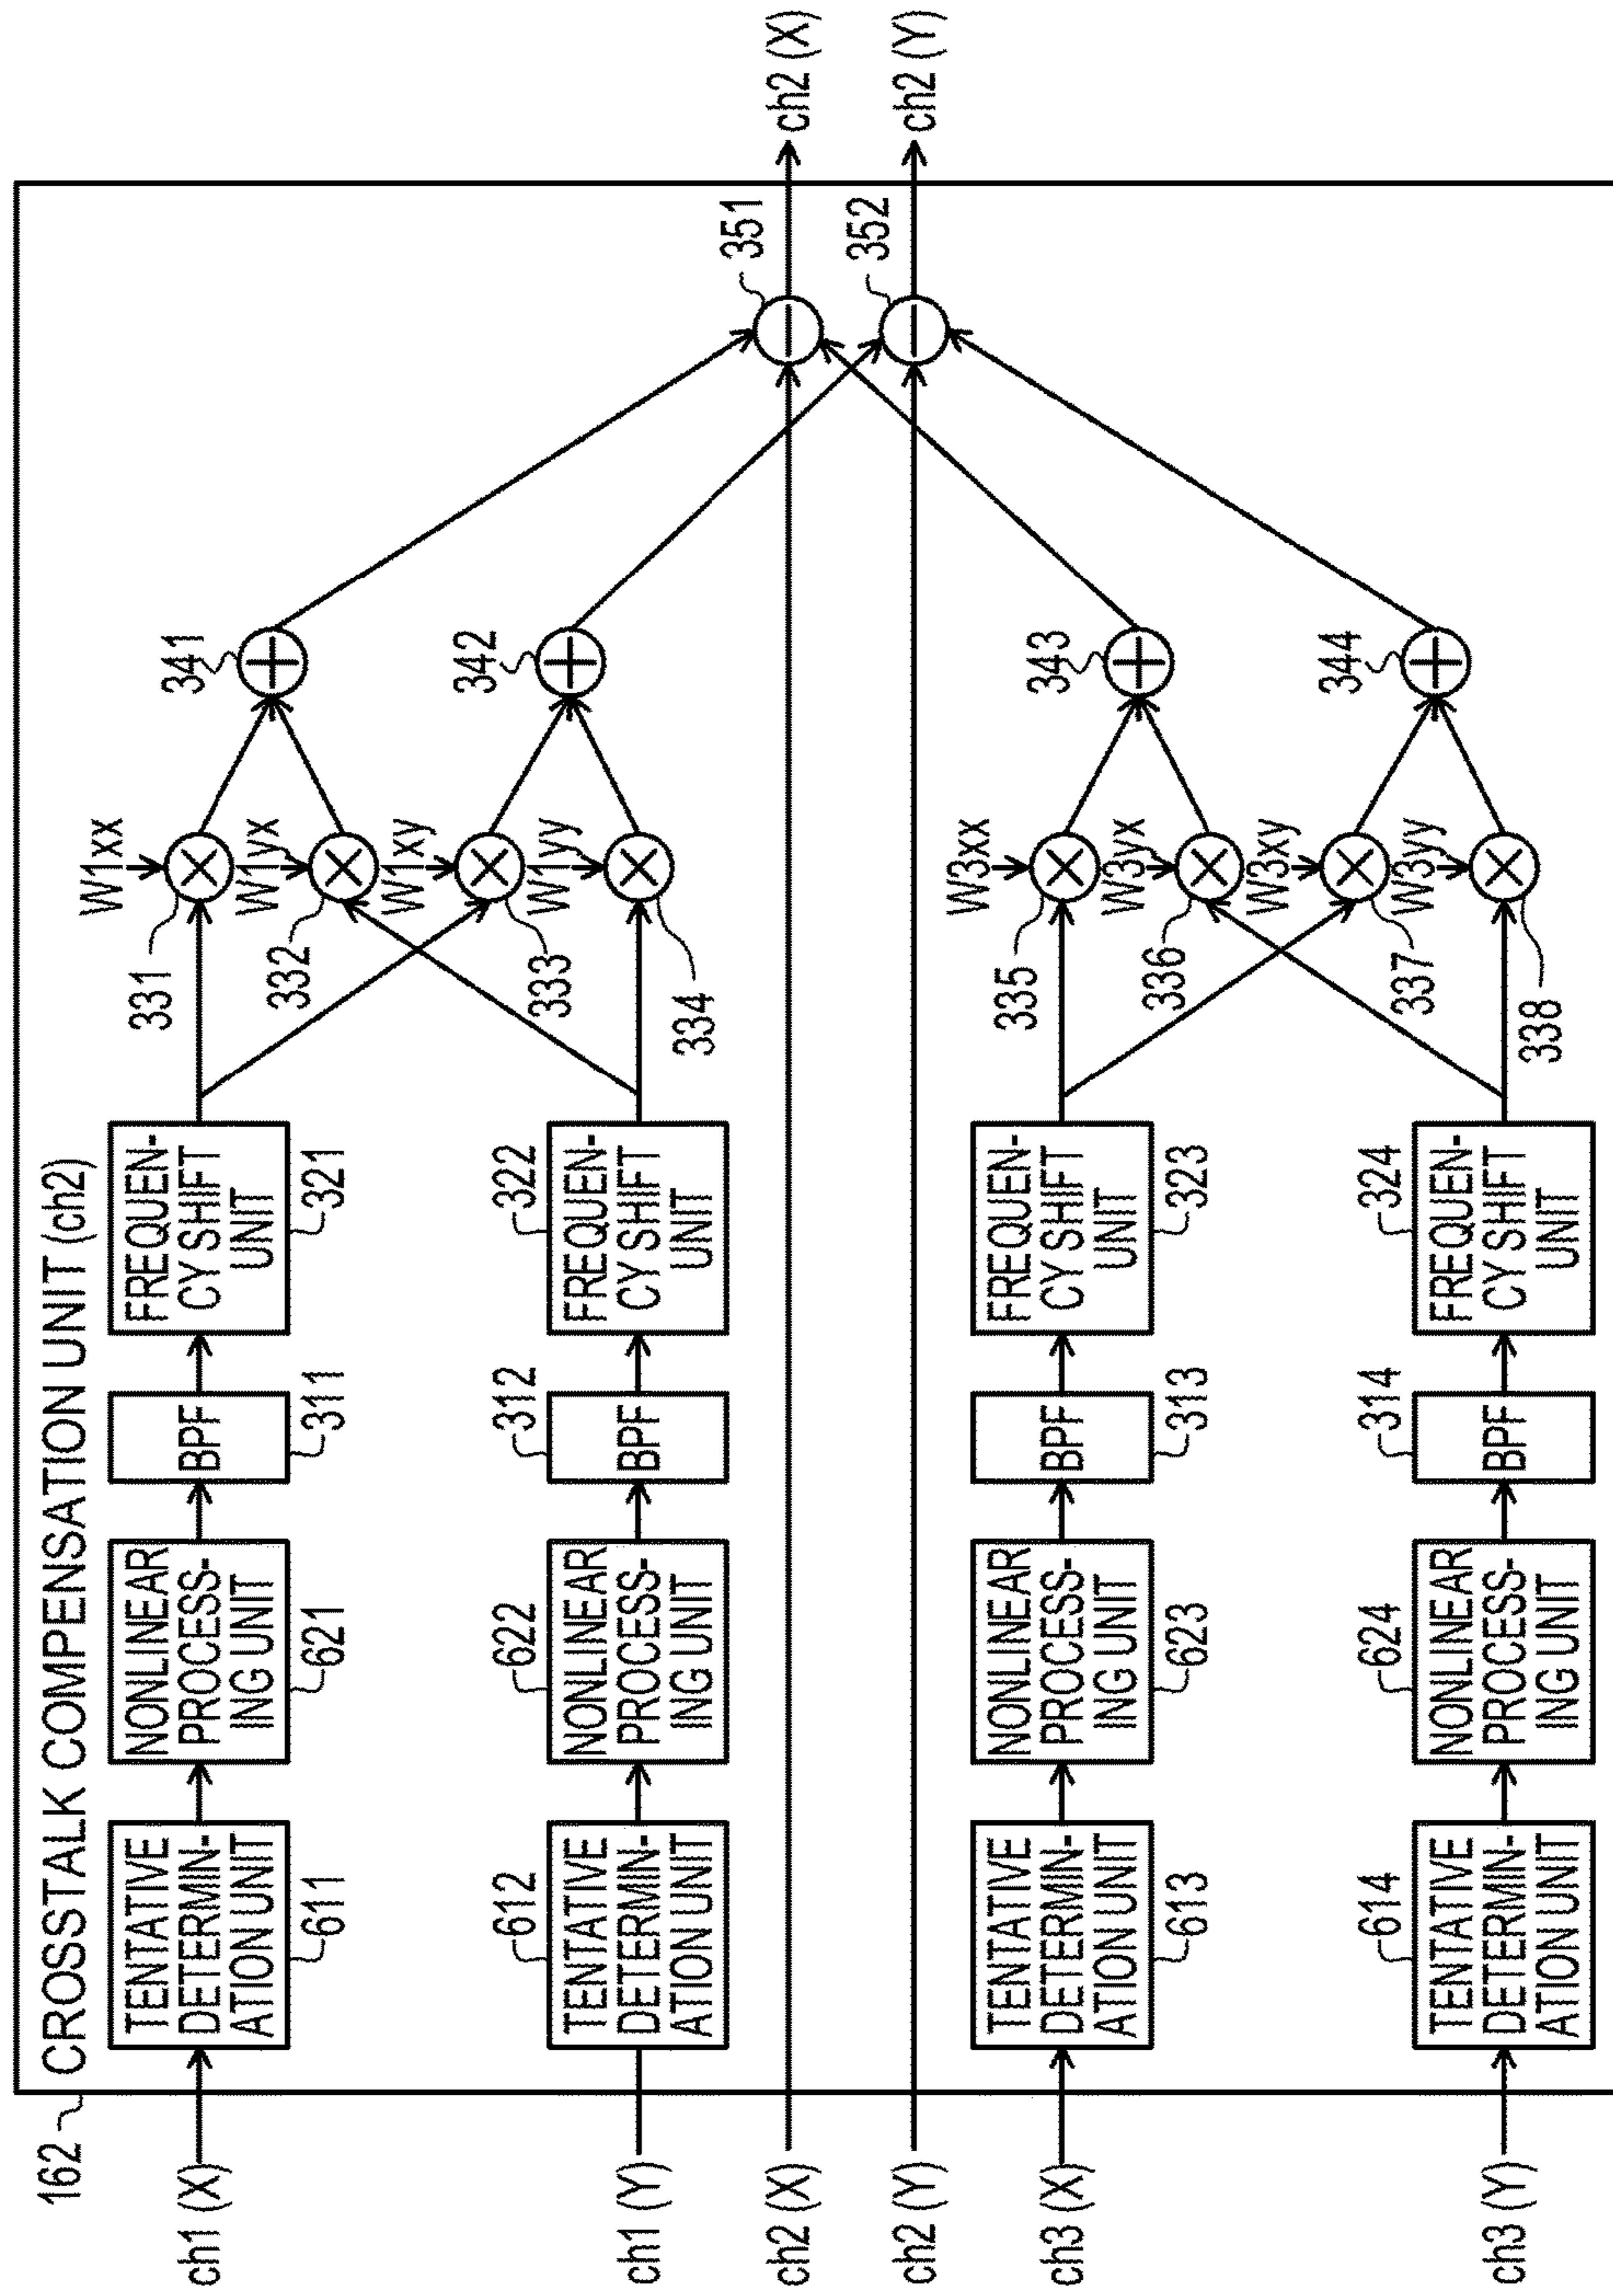 162
CROSSTALK COMPENSATION UNIT (ch2)
ch1 (X)
TENTATIVE
DETERMIN-
ATION UNIT
611
NONLINEAR
PROCESS-
ING UNIT
621
BPF
311
FREQUEN-
CY SHIFT
UNIT
321
331
W1xx
332
W1yx
341
ch1 (Y)
612
TENTATIVE
DETERMIN-
ATION UNIT
622
NONLINEAR
PROCESS-
ING UNIT
312
BPF
322
FREQUEN-
CY SHIFT
UNIT
333
W1xy
334
W1yy
342
ch2 (X)
351
ch2 (X)
ch2 (Y)
352
ch2 (Y)
ch3 (X)
TENTATIVE
DETERMIN-
ATION UNIT
613
NONLINEAR
PROCESS-
ING UNIT
623
BPF
313
FREQUEN-
CY SHIFT
UNIT
323
335
W3xx
336
W3yx
343
ch3 (Y)
614
TENTATIVE
DETERMIN-
ATION UNIT
624
NONLINEAR
PROCESS-
ING UNIT
314
BPF
324
FREQUEN-
CY SHIFT
UNIT
337
W3xy
338
W3yy
344